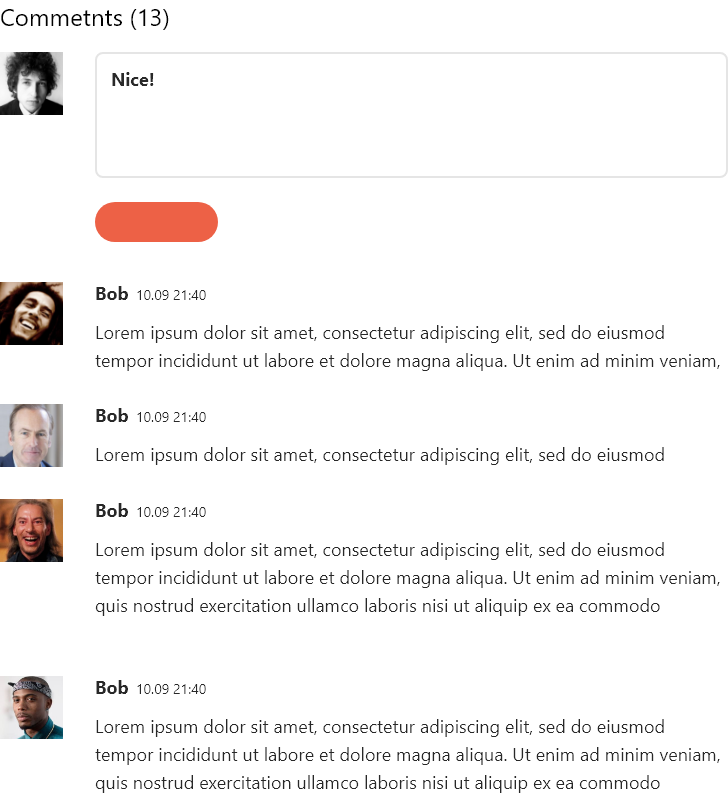 Commetnts (13)
Nice!
Bob 10.09 21:40
Lorem ipsum dolor sit amet, consectetur adipiscing elit, sed do eiusmod
tempor incididunt ut labore et dolore magna aliqua. Ut enim ad minim veniam,
Bob 10.09 21:40
Lorem ipsum dolor sit amet, consectetur adipiscing elit, sed do eiusmod
Bob 10.09 21:40
Lorem ipsum dolor sit amet, consectetur adipiscing elit, sed do eiusmod
tempor incididunt ut labore et dolore magna aliqua. Ut enim ad minim veniam,
quis nostrud exercitation ullamco laboris nisi ut aliquip ex ea commodo
Bob 10.09 21:40
Lorem ipsum dolor sit amet, consectetur adipiscing elit, sed do eiusmod
tempor incididunt ut labore et dolore magna aliqua. Ut enim ad minim veniam,
quis nostrud exercitation ullamco laboris nisi ut aliquip ex ea commodo